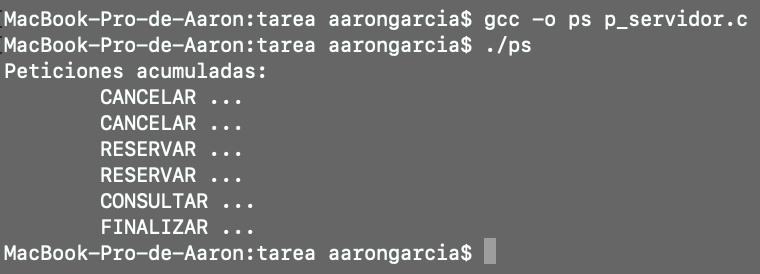 MacBook-Pro-de-Aaron:tarea aarongarcia$ gcc -o ps p_servidor.c
MacBook-Pro-de-Aaron:tarea aarongarcia$ ./ps
Peticiones acumuladas:
CANCELAR ...
CANCELAR ...
RESERVAR ...
RESERVAR ...
CONSULTAR ...
FINALIZAR ...
MacBook-Pro-de-Aaron:tarea aarongarcia$